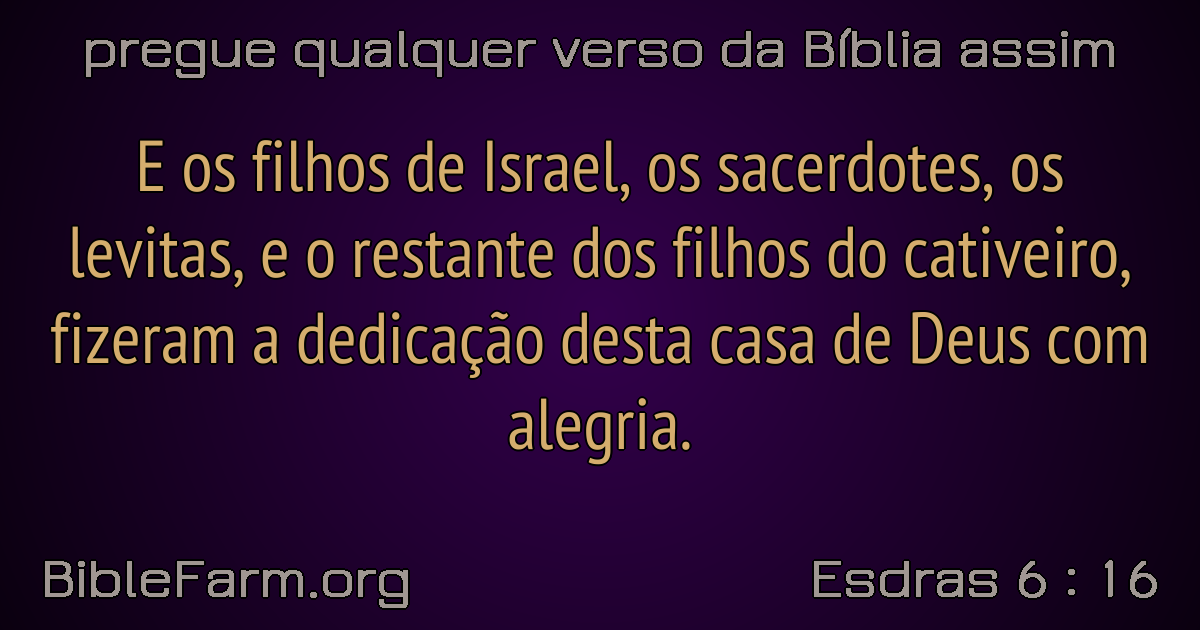 pregue qualquer verso da Bíblia assim
E os filhos de Israel, os sacerdotes, os
levitas, e o restante dos filhos do cativeiro,
fizeram a dedicação desta casa de Deus com
alegria.
BibleFarm.org
Esdras 6 : 16